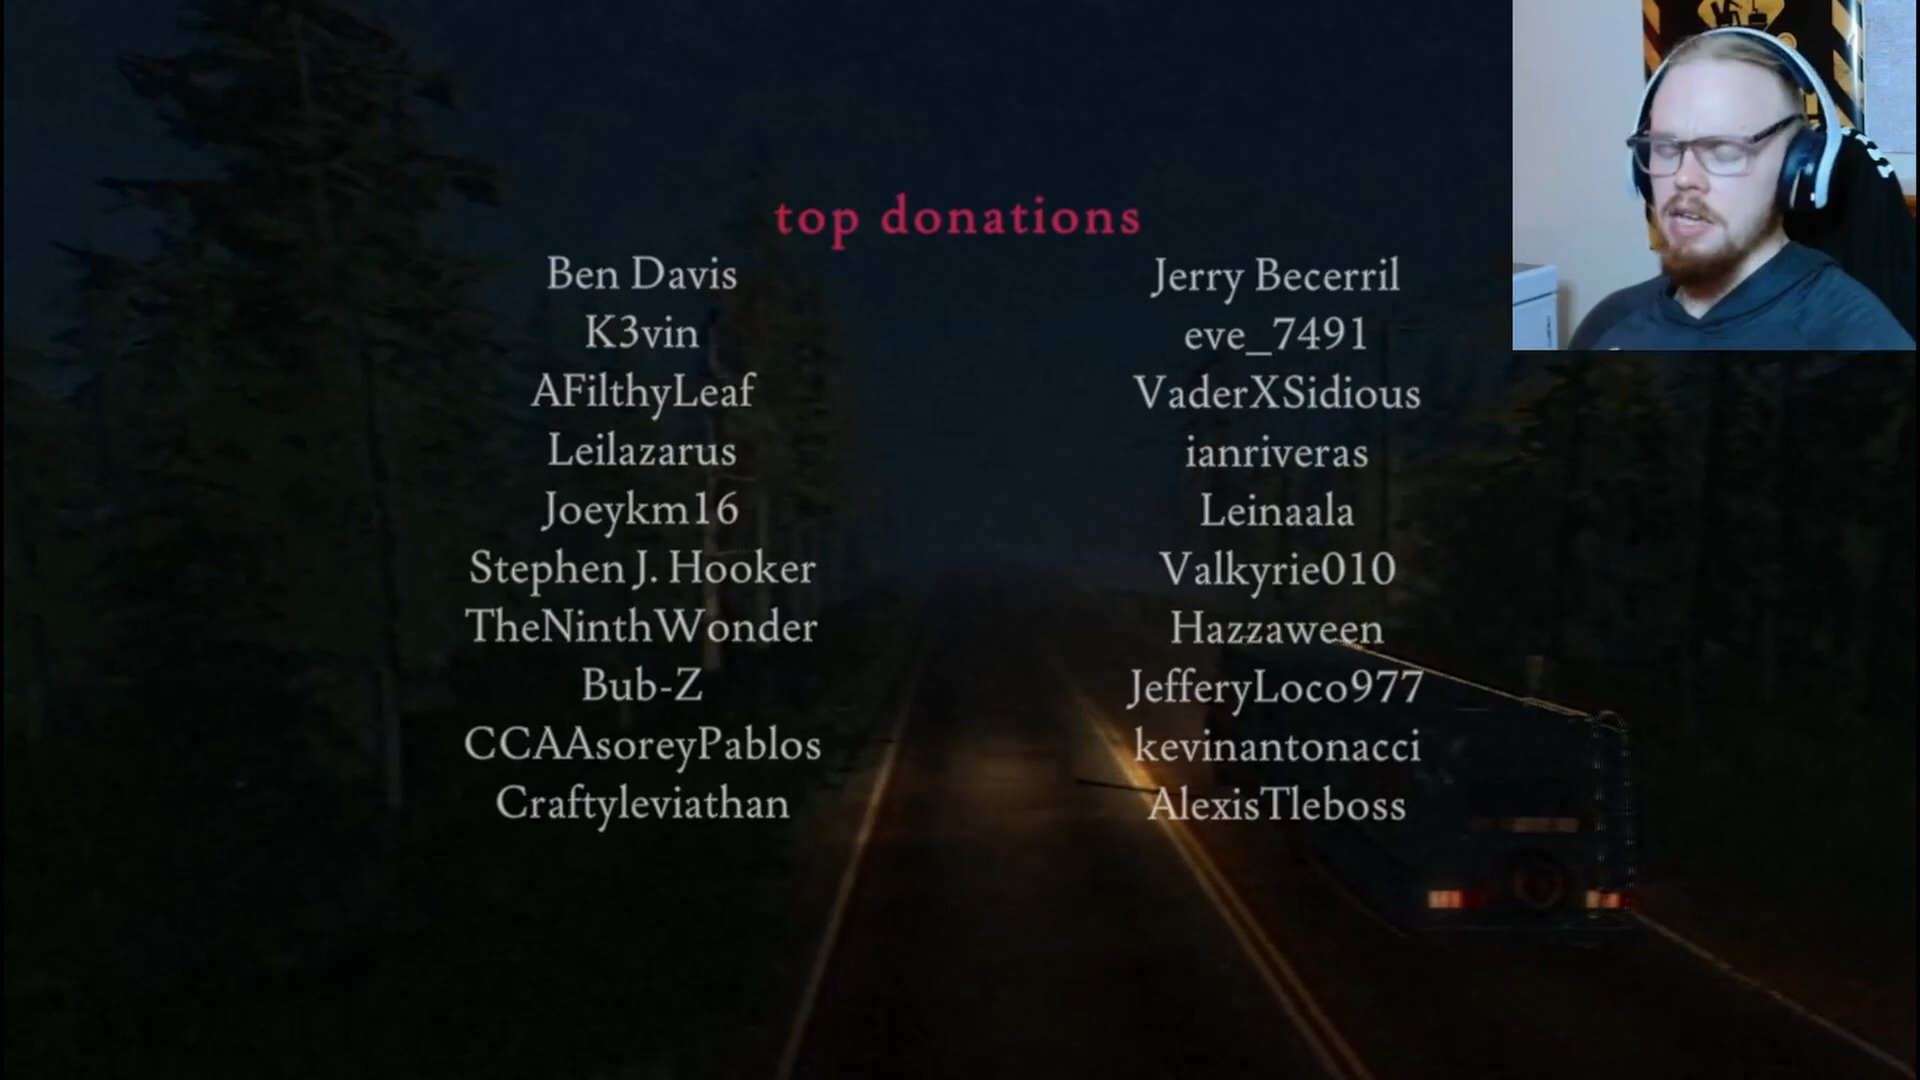 top donations
Ben Davis
K3vin
AFilthyLeaf
Leilazarus
Joeykm16
Stephen J. Hooker
TheNinthWonder
Bub-Z
CCAAsoreyPablos
Craftyleviathan
Jerry Becerril
eve_7491
VaderXSidious
ianriveras
Leinaala
Valkyrie010
Hazzaween
JefferyLoco977
kevinantonacci
AlexisTleboss